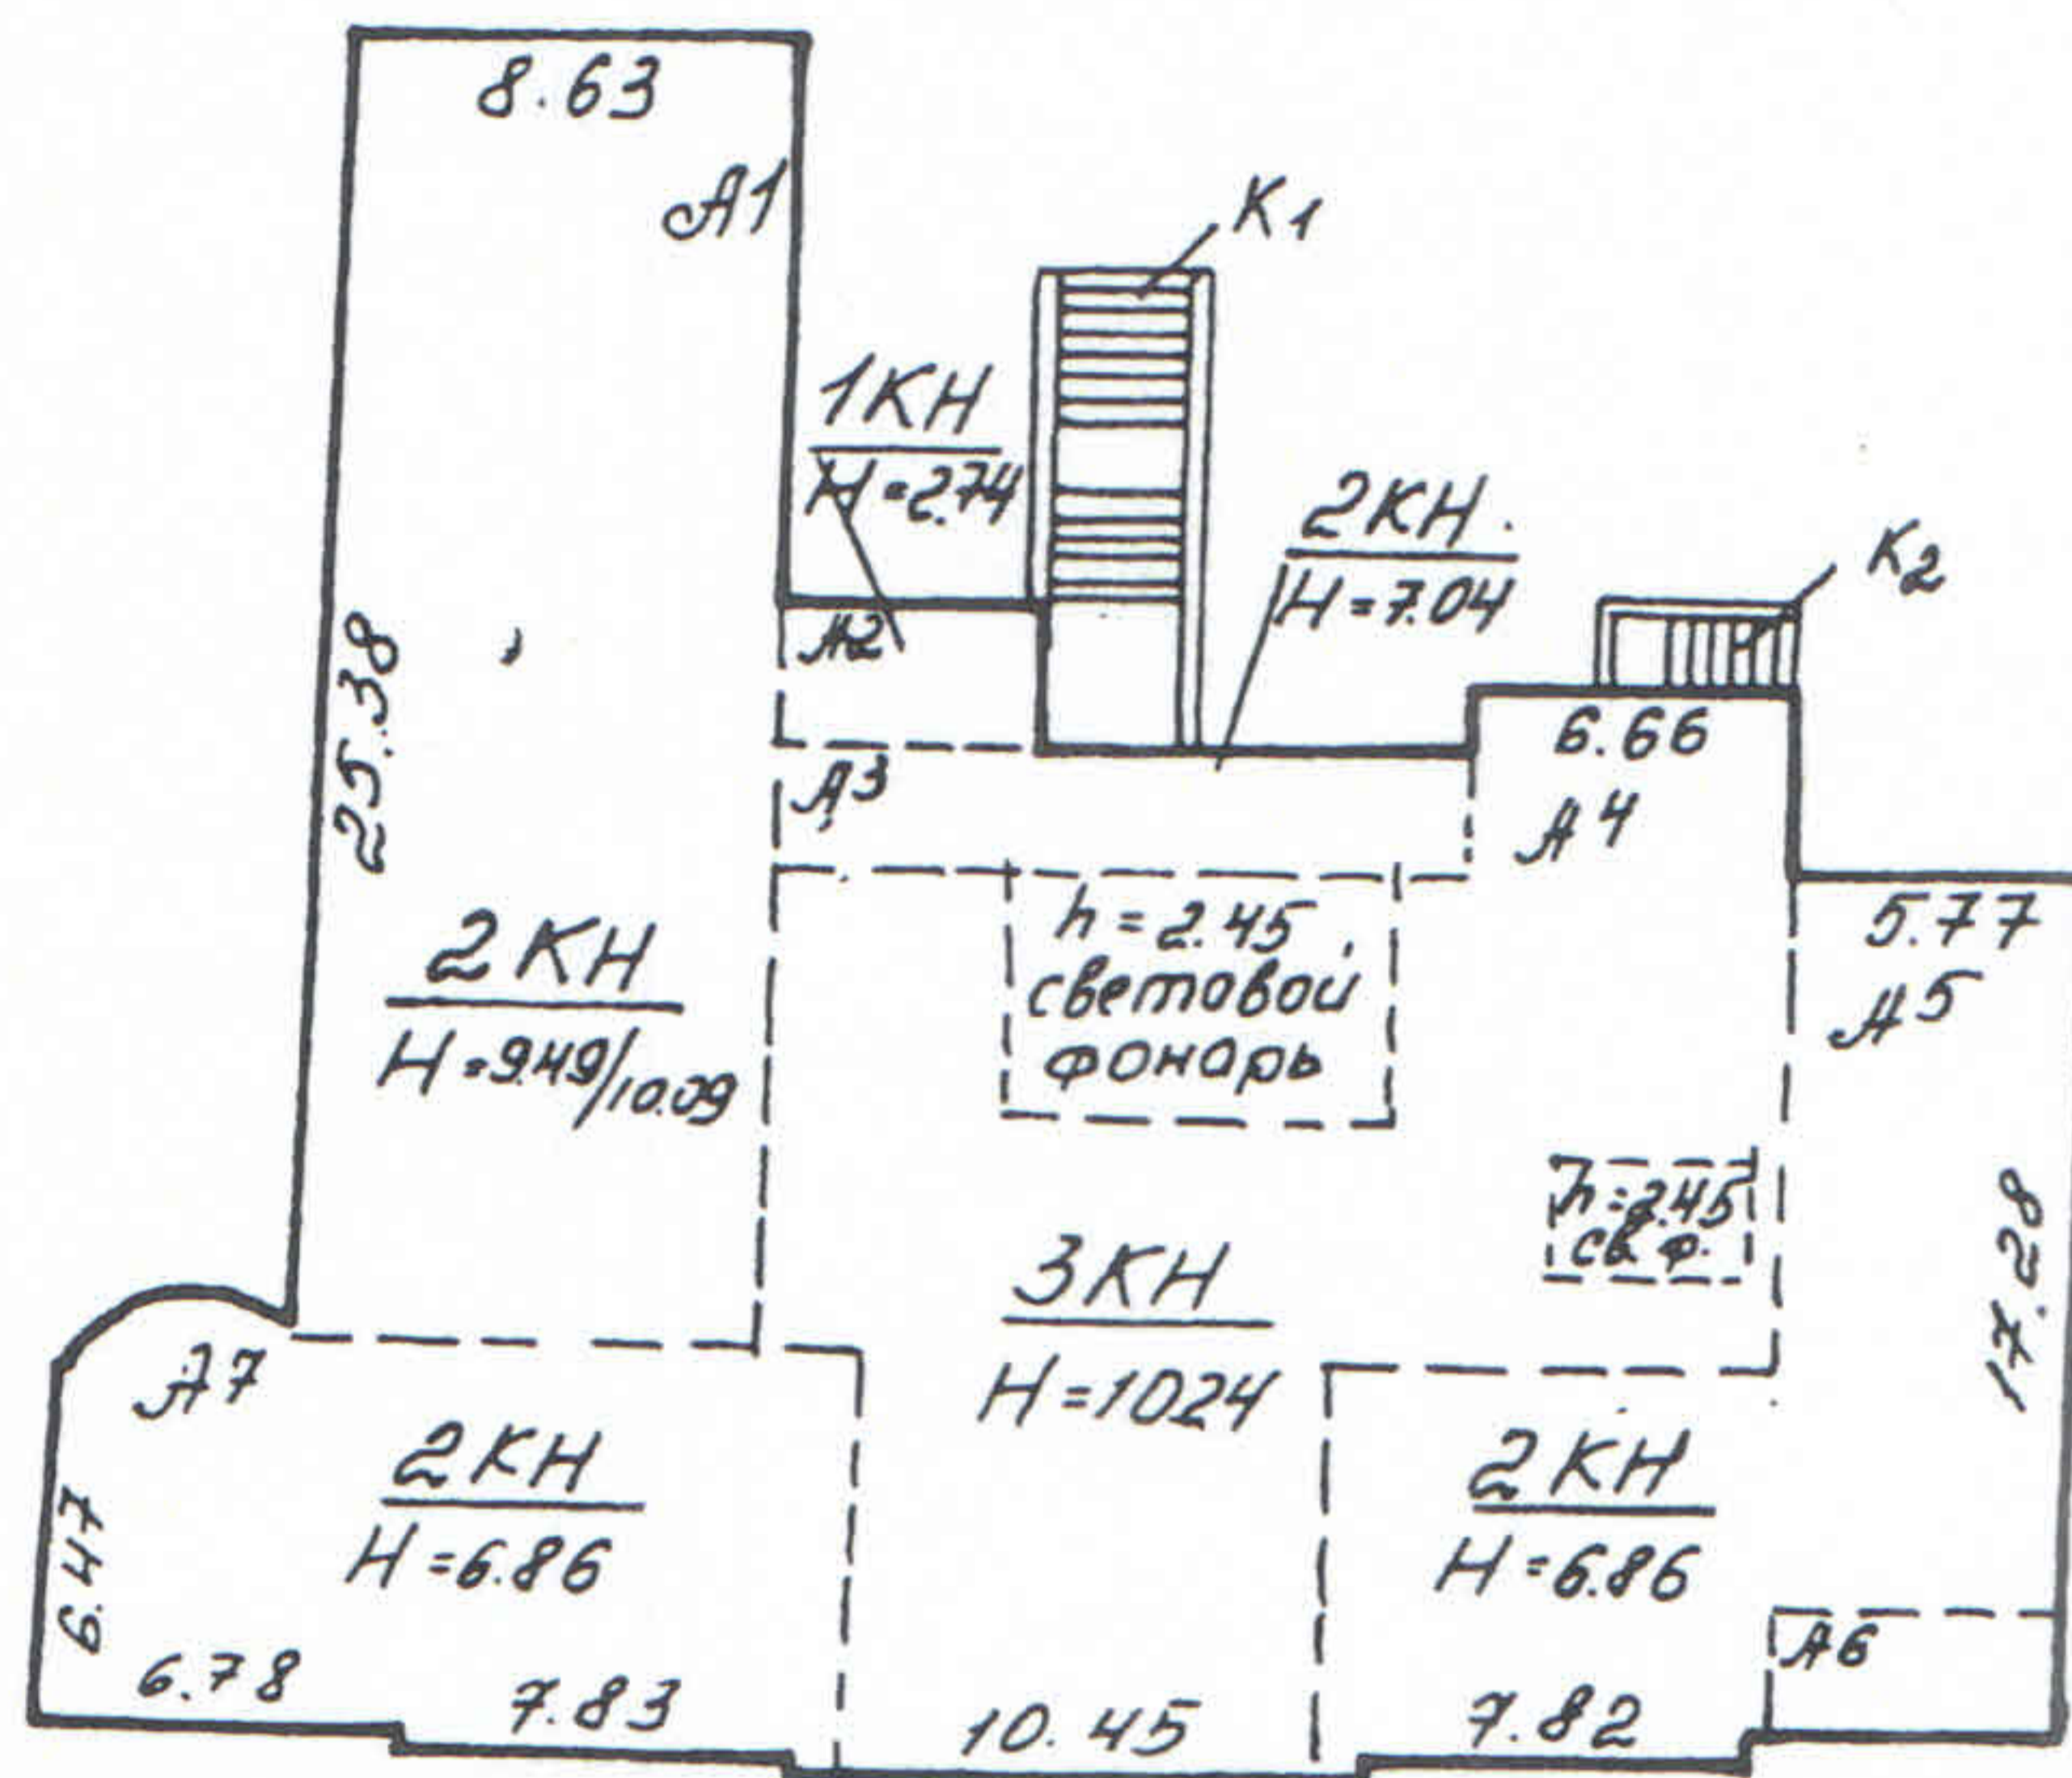 8.63
А1
К1
1КН
Н=2.74
2КН.
Н=7.04
К2
А2
6.66
А3
А4
25.38
h=2.45
световой
фонарь
5.77
А5
2КН
Н=9.49/10.09
h=2.45
св.ф.
17.28
3КН
Н=1024
А7
2КН
Н=6.86
2КН
Н=6.86
6.47
А6
6.78
7.83
10.45
7.82